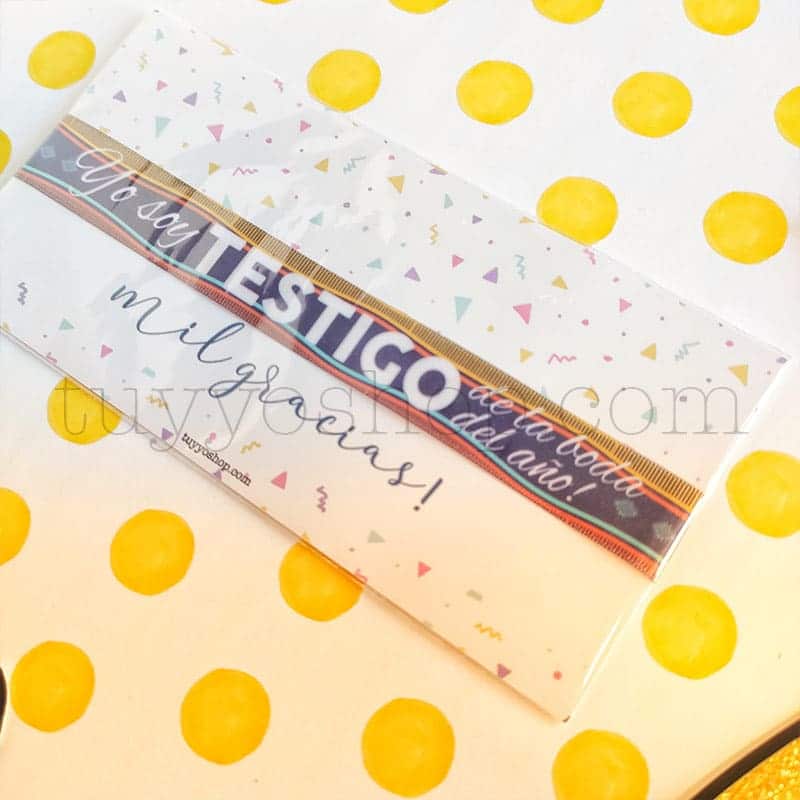 Yo soy TESTIGO de la boda
del año!
mil gracias!
tuyyoshop.com
tuyyoshop.com